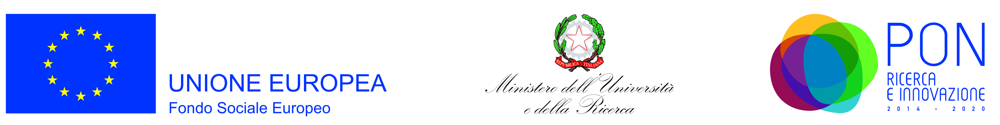 UNIONE EUROPEA
Fondo Sociale Europeo
REPVBBLICA ITALIANA
Ministero dell'Università
e della Ricerca
PON
RICERCA
E INNOVAZIONE
2014 - 2020